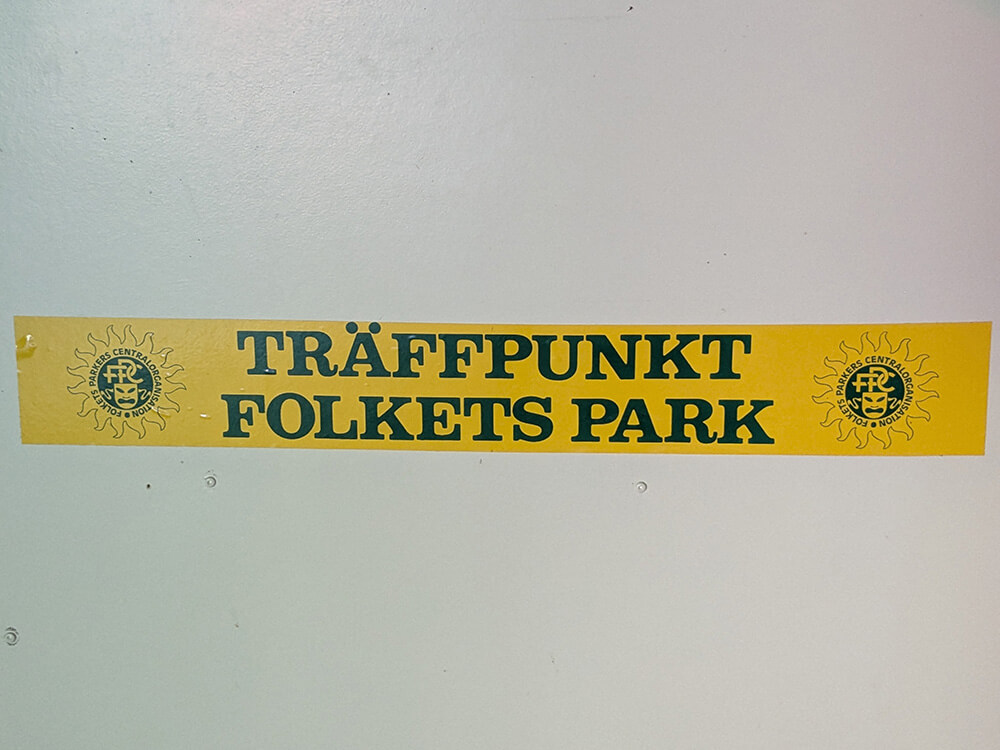 TRÄFFPUNKT
FOLKETS PARK
FOLKETS PARKERS CENTRALORGANISATION
FPC
FOLKETS PARKERS CENTRALORGANISATION
FPC